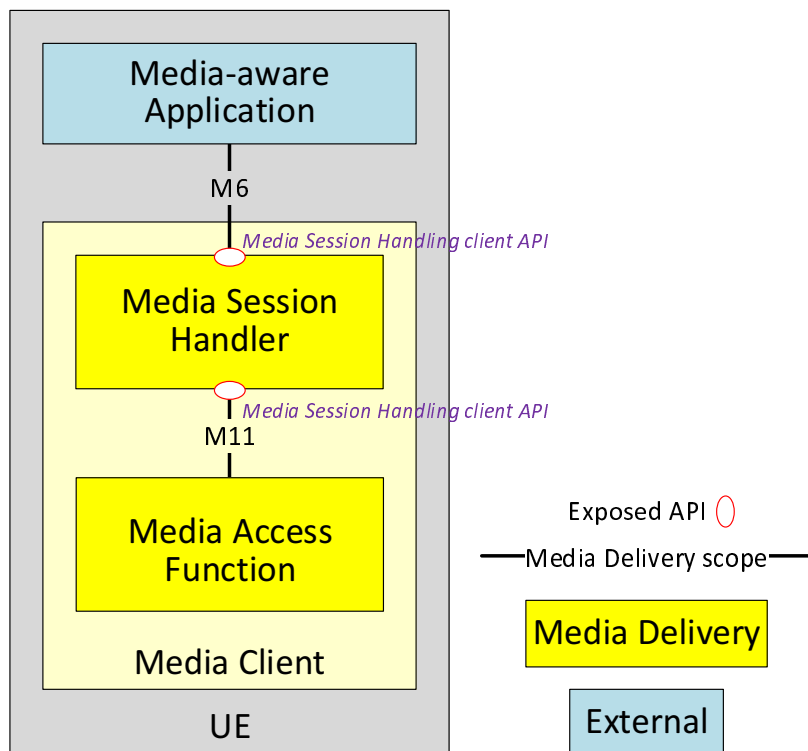 Media-aware
Application
M6
Media Session Handling client API
Media Session
Handler
Media Session Handling client API
M11
Media Access
Function
Media Client
UE
Exposed API
Media Delivery scope
Media Delivery
External